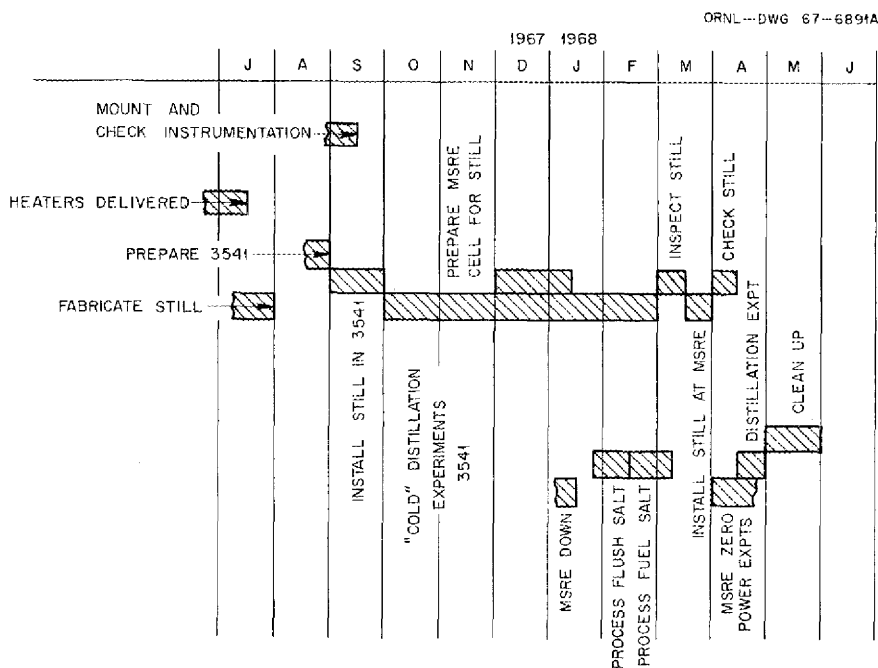 ORNL—DWG 67—6891A
1967 1968
J A S O N D J F M A M J
MOUNT AND
CHECK INSTRUMENTATION
HEATERS DELIVERED
PREPARE 3541
FABRICATE STILL
INSTALL STILL IN 3541
"COLD" DISTILLATION
EXPERIMENTS
3541
PREPARE MSRE
CELL FOR STILL
MSRE DOWN
PROCESS FLUSH SALT
PROCESS FUEL SALT
INSPECT STILL
INSTALL STILL AT MSRE
CHECK STILL
MSRE ZERO
POWER EXPTS
DISTILLATION EXPT
CLEAN UP